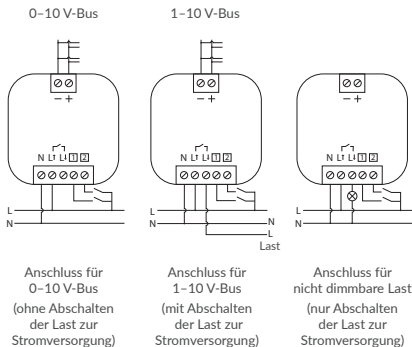 0–10 V-Bus
1–10 V-Bus
– +
– +
– +
N L↑ L↓ 1 2
N L↑ L↓ 1 2
N L↑ L↓ 1 2
L
N
N
L
Last
L
N
Anschluss für
0–10 V-Bus
(ohne Abschalten
der Last zur
Stromversorgung)
Anschluss für
1–10 V-Bus
(mit Abschalten
der Last zur
Stromversorgung)
Anschluss für
nicht dimmbare Last
(nur Abschalten
der Last zur
Stromversorgung)